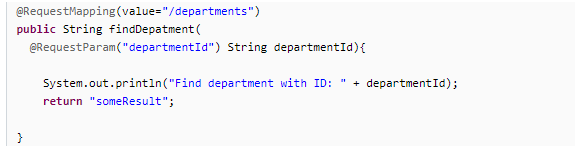 @RequestMapping(value="/departments")
public String findDepatment(
@RequestParam("departmentId") String departmentId){
System.out.println("Find department with ID: " + departmentId);
return "someResult";
}